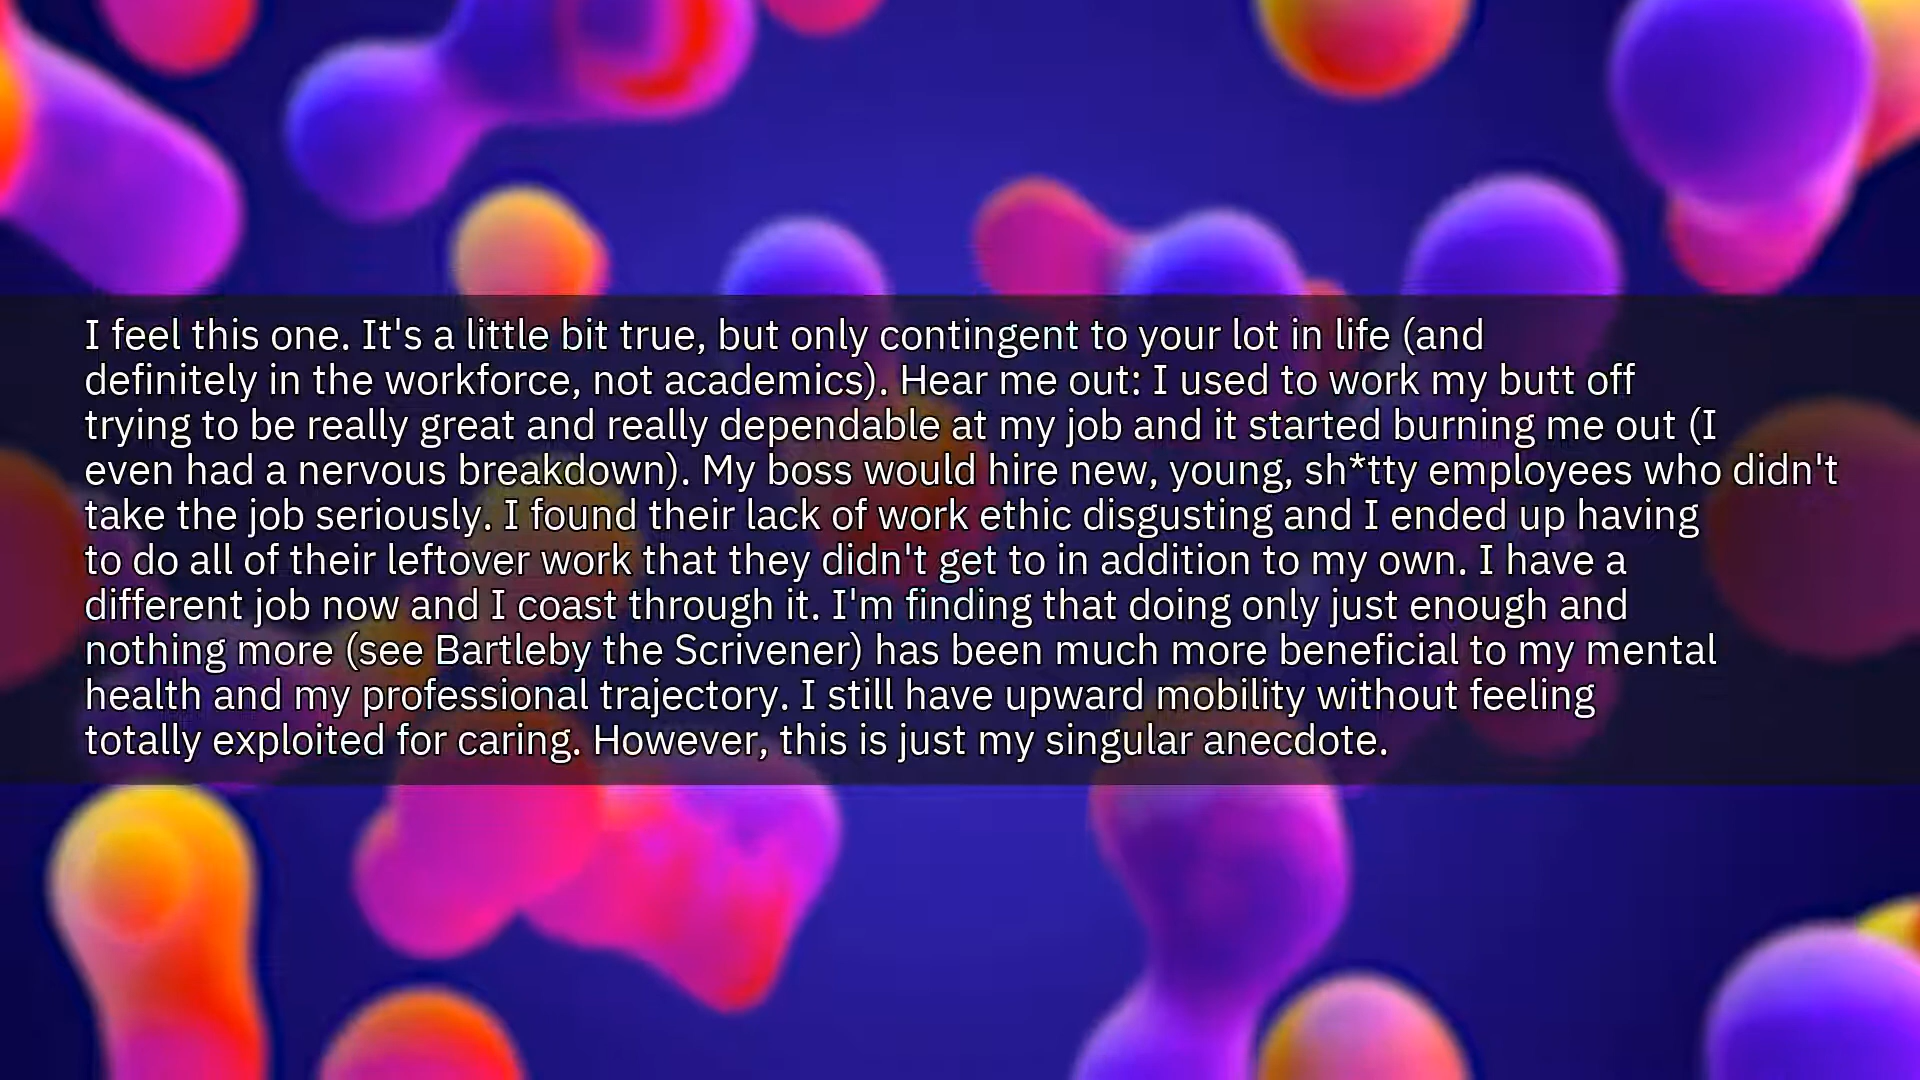 I feel this one. It's a little bit true, but only contingent to your lot in life (and
definitely in the workforce, not academics). Hear me out: I used to work my butt off
trying to be really great and really dependable at my job and it started burning me out (I
even had a nervous breakdown). My boss would hire new, young, sh*tty employees who didn't
take the job seriously. I found their lack of work ethic disgusting and I ended up having
to do all of their leftover work that they didn't get to in addition to my own. I have a
different job now and I coast through it. I'm finding that doing only just enough and
nothing more (see Bartleby the Scrivener) has been much more beneficial to my mental
health and my professional trajectory. I still have upward mobility without feeling
totally exploited for caring. However, this is just my singular anecdote.